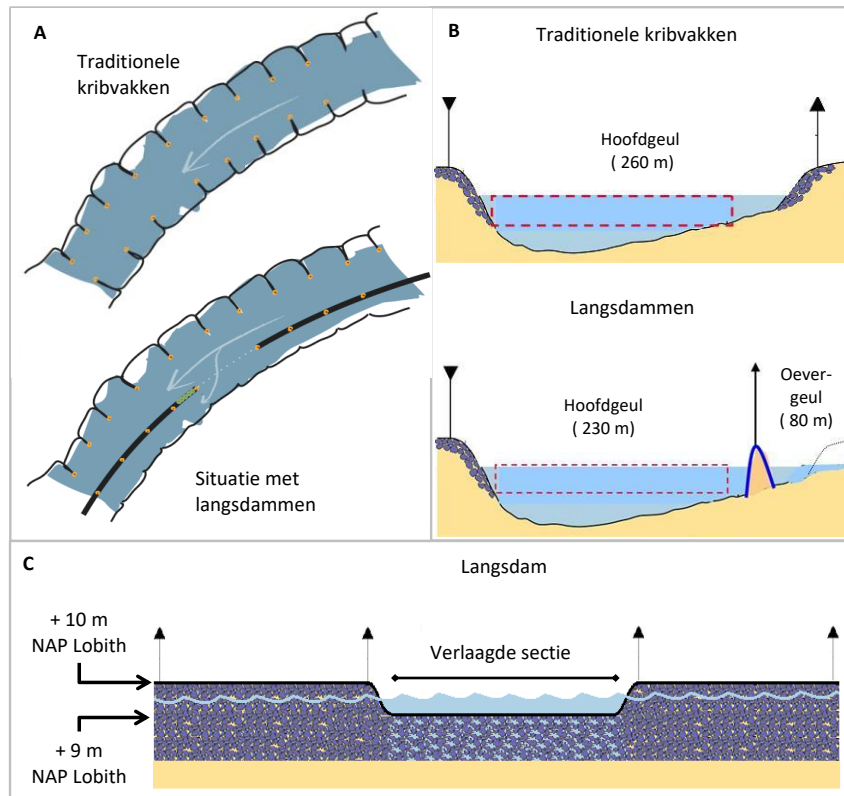 A
Traditionele
kribvakken
Situatie met
langsdammen
B
Traditionele kribvakken
Hoofdgeul
( 260 m)
Langsdammen
Hoofdgeul
( 230 m)
Oever-
geul
( 80 m)
C
Langsdam
+ 10 m
NAP Lobith
Verlaagde sectie
+ 9 m
NAP Lobith